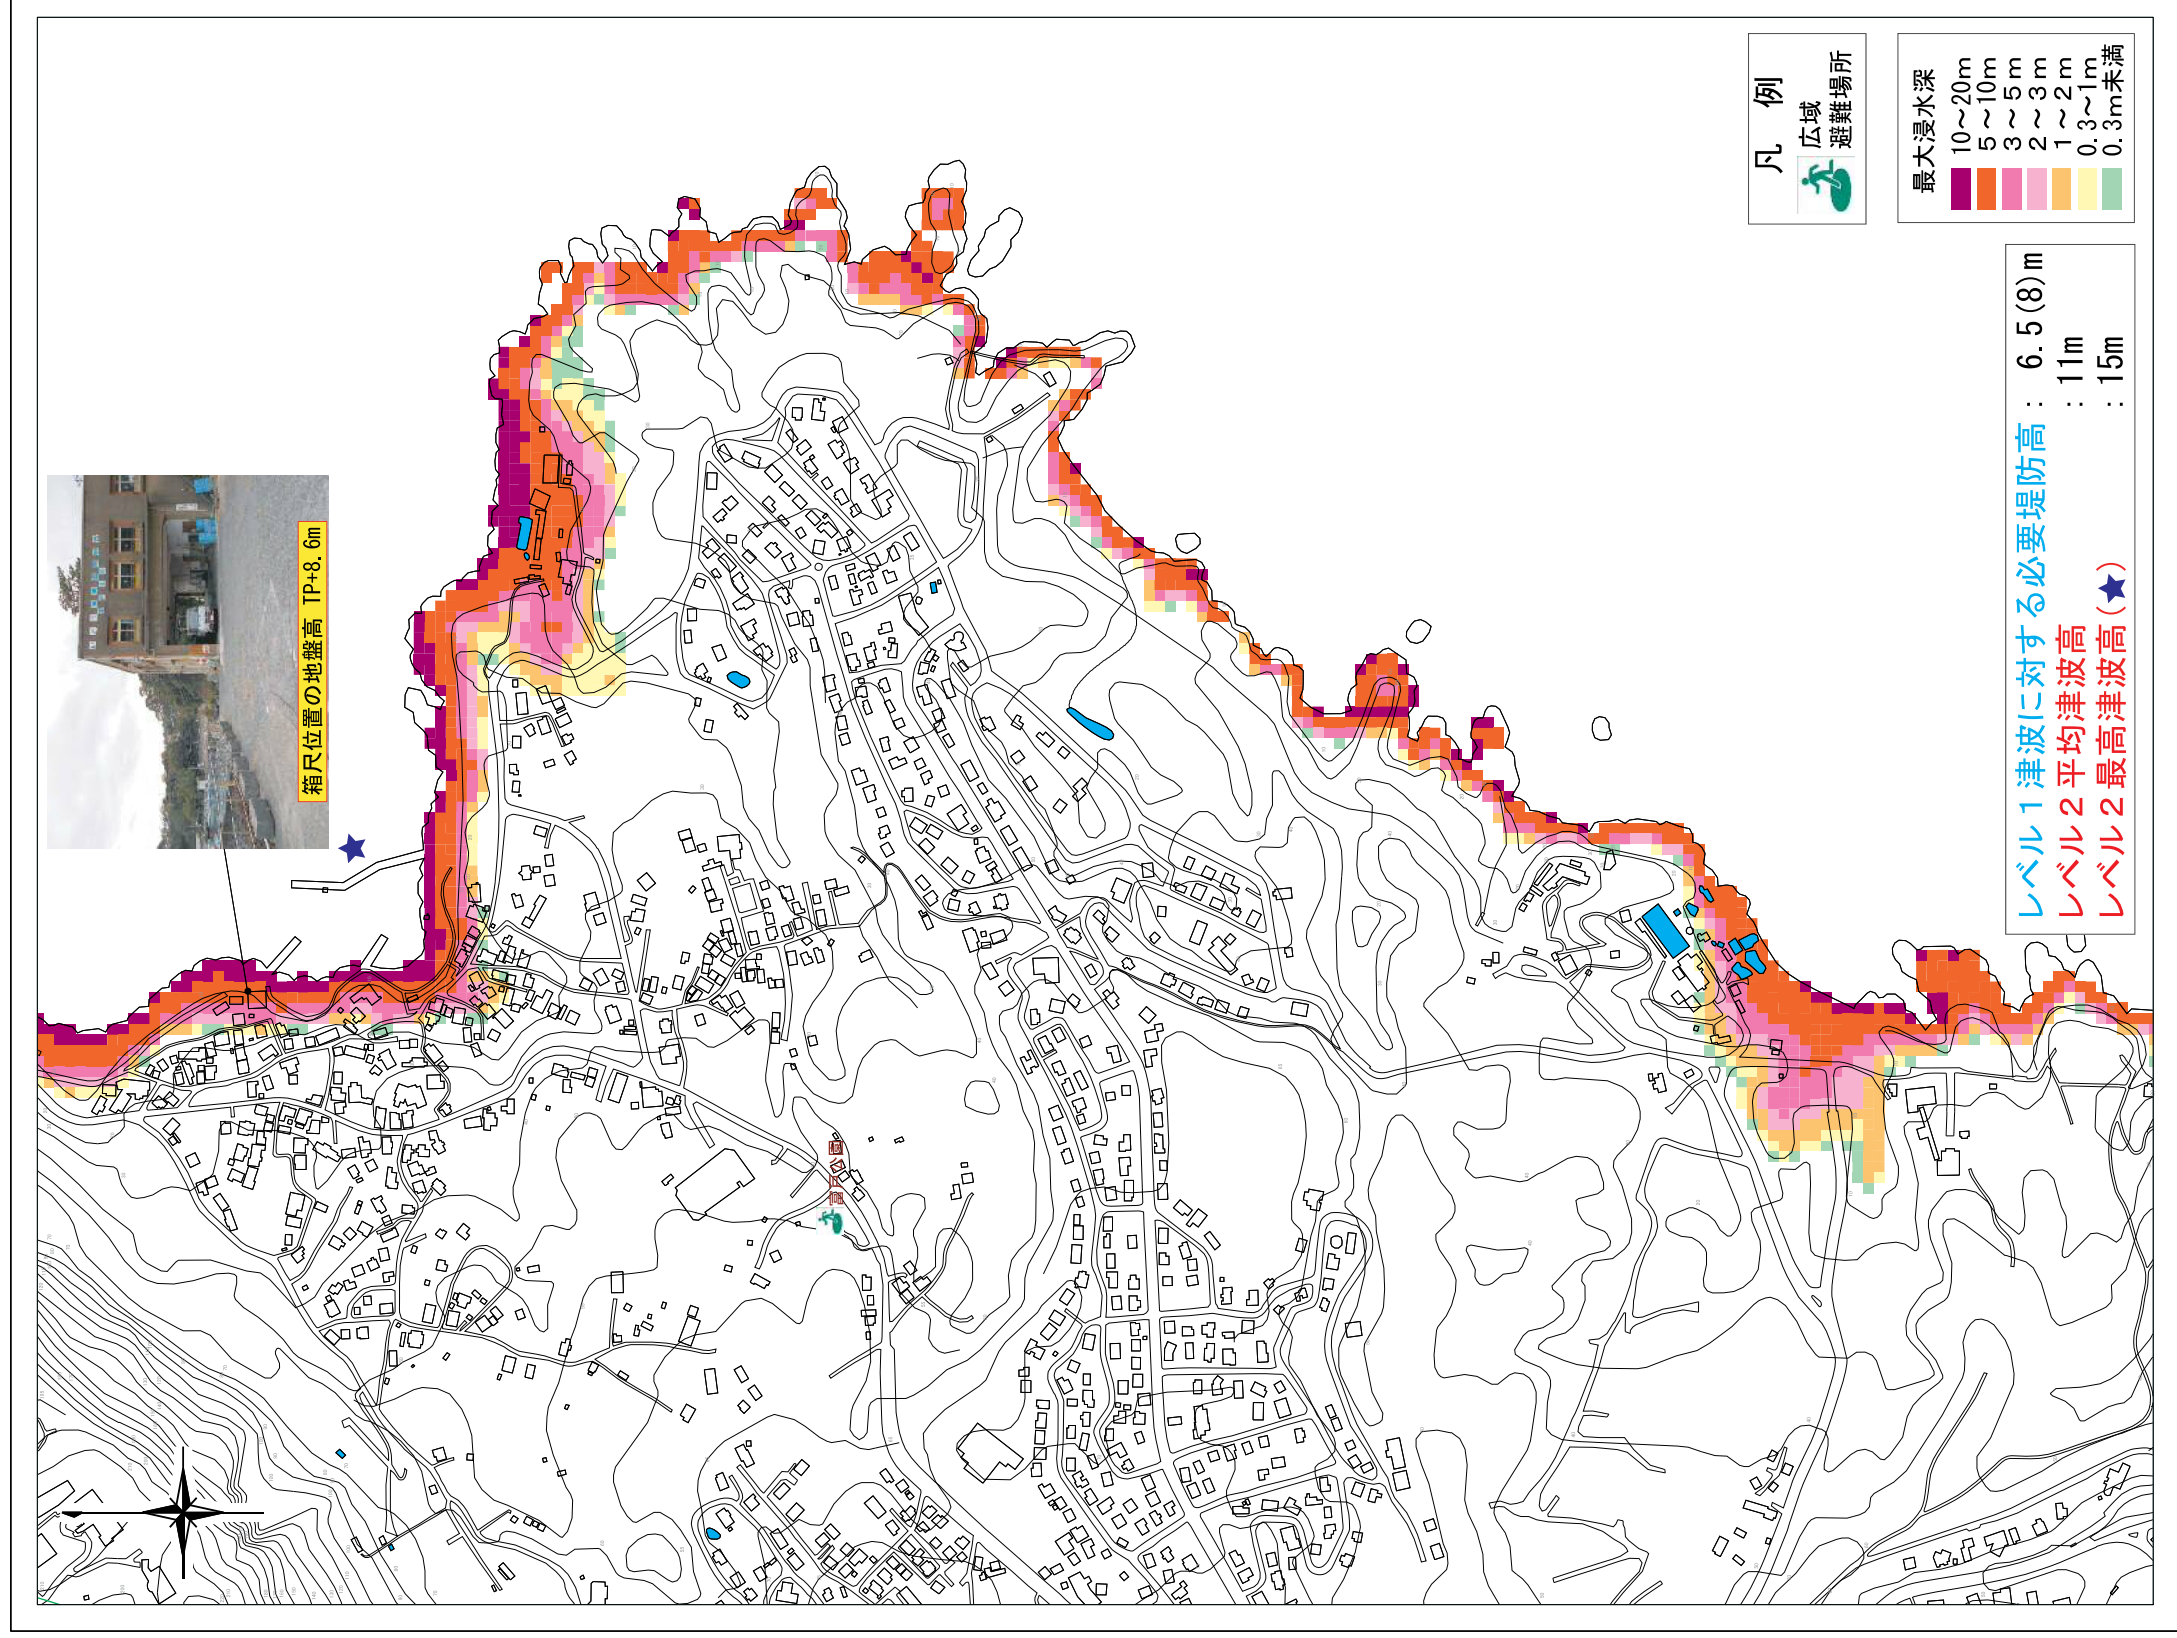 箱尺位置の地盤高 TP+8.6m
高戸公園
凡 例
広域
避難場所
最大浸水深
10～20m
5～10m
3～5m
2～3m
1～2m
0.3～1m
0.3m未満
レベル１津波に対する必要堤防高 : 6.5(8)m
レベル２平均津波高 : 11m
レベル２最高津波高(★) : 15m